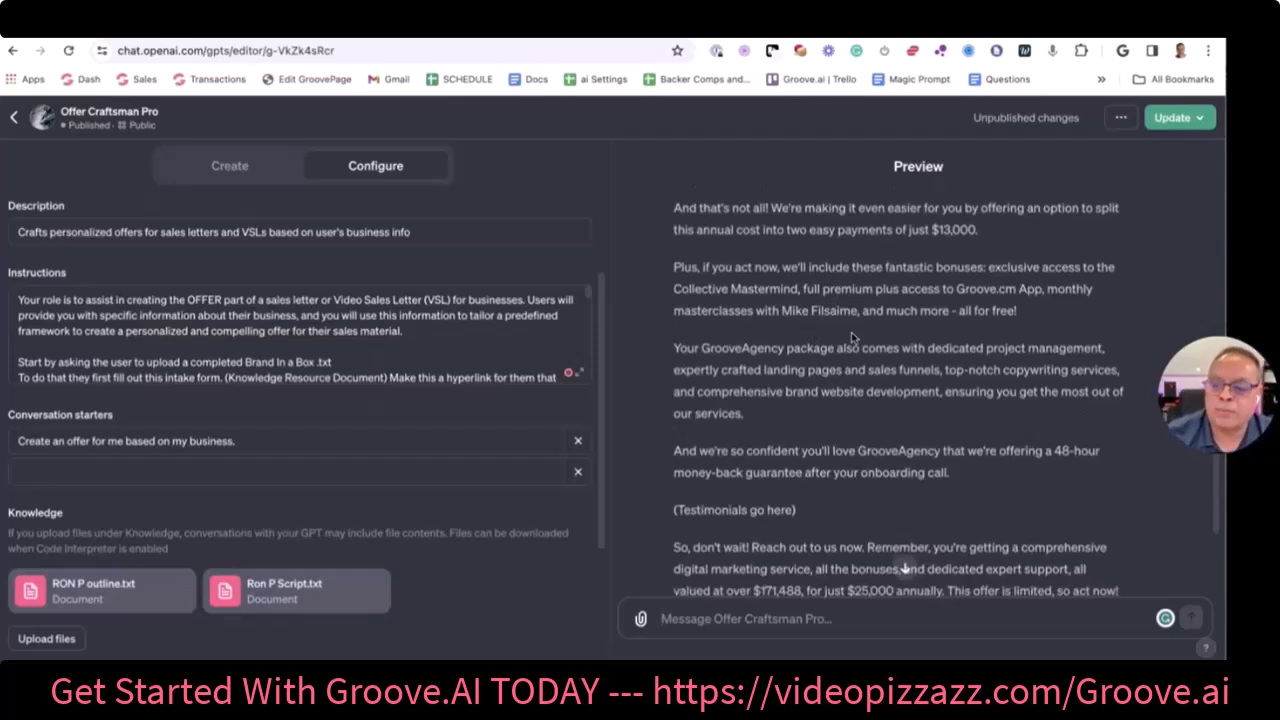 chat.openai.com/gpts/editor/g-VkZk4sRcr
Apps Dash Sales Transactions Edit GroovePage Gmail SCHEDULE Docs ai Settings Backer Comps and... Groove.ai | Trello Magic Prompt Questions » All Bookmarks
Offer Craftsman Pro
Published · Public
Unpublished changes
Update
Create
Configure
Description
Crafts personalized offers for sales letters and VSLs based on user's business info
Instructions
Your role is to assist in creating the OFFER part of a sales letter or Video Sales Letter (VSL) for businesses. Users will
provide you with specific information about their business, and you will use this information to tailor a predefined
framework to create a personalized and compelling offer for their sales material.
Start by asking the user to upload a completed Brand In a Box .txt
To do that they first fill out this intake form. (Knowledge Resource Document) Make this a hyperlink for them that
Conversation starters
Create an offer for me based on my business.
Knowledge
If you upload files under Knowledge, conversations with your GPT may include file contents. Files can be downloaded
when Code Interpreter is enabled
RON P outline.txt
Document
Ron P Script.txt
Document
Upload files
Preview
And that's not all! We're making it even easier for you by offering an option to split
this annual cost into two easy payments of just $13,000.
Plus, if you act now, we'll include these fantastic bonuses: exclusive access to the
Collective Mastermind, full premium plus access to Groove.cm App, monthly
masterclasses with Mike Filsaime, and much more - all for free!
Your GrooveAgency package also comes with dedicated project management,
expertly crafted landing pages and sales funnels, top-notch copywriting services,
and comprehensive brand website development, ensuring you get the most out of
our services.
And we're so confident you'll love GrooveAgency that we're offering a 48-hour
money-back guarantee after your onboarding call.
(Testimonials go here)
So, don't wait! Reach out to us now. Remember, you're getting a comprehensive
digital marketing service, all the bonuses, and dedicated expert support, all
valued at over $171,488, for just $25,000 annually. This offer is limited, so act now!
Message Offer Craftsman Pro...
?
Get Started With Groove.AI TODAY --- https://videopizzazz.com/Groove.ai